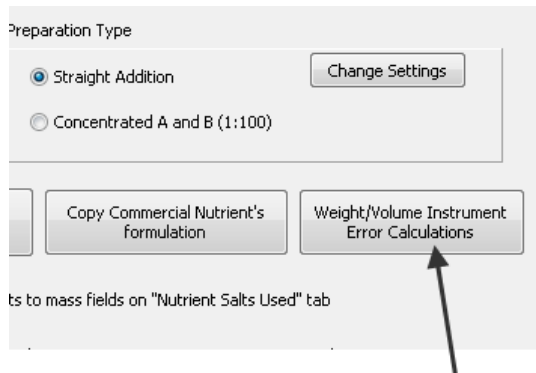 Preparation Type
Straight Addition
Change Settings
Concentrated A and B (1:100)
Copy Commercial Nutrient's
formulation
Weight/Volume Instrument
Error Calculations
ts to mass fields on "Nutrient Salts Used" tab